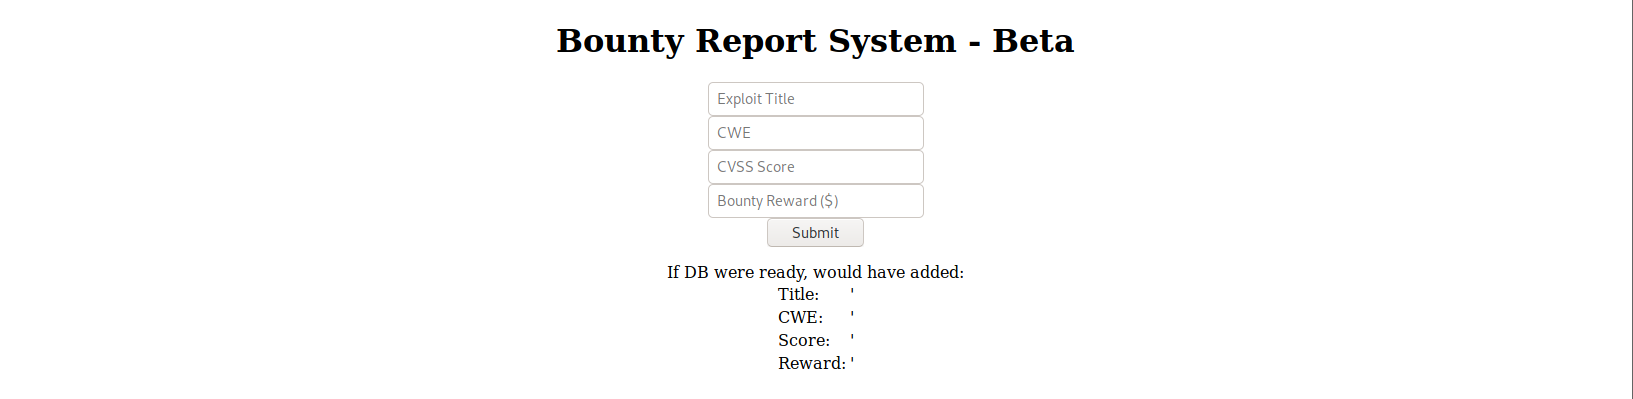 Bounty Report System - Beta
Exploit Title
CWE
CVSS Score
Bounty Reward ($)
Submit
If DB were ready, would have added:
Title: '
CWE: '
Score: '
Reward: '